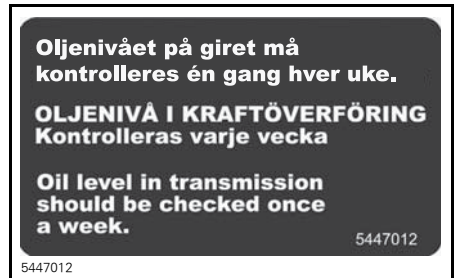 Oljenivået på giret må
kontrolleres én gang hver uke.
OLJENIVÅ I KRAFTÖVERFÖRING
Kontrolleras varje vecka
Oil level in transmission
should be checked once
a week.
5447012
5447012